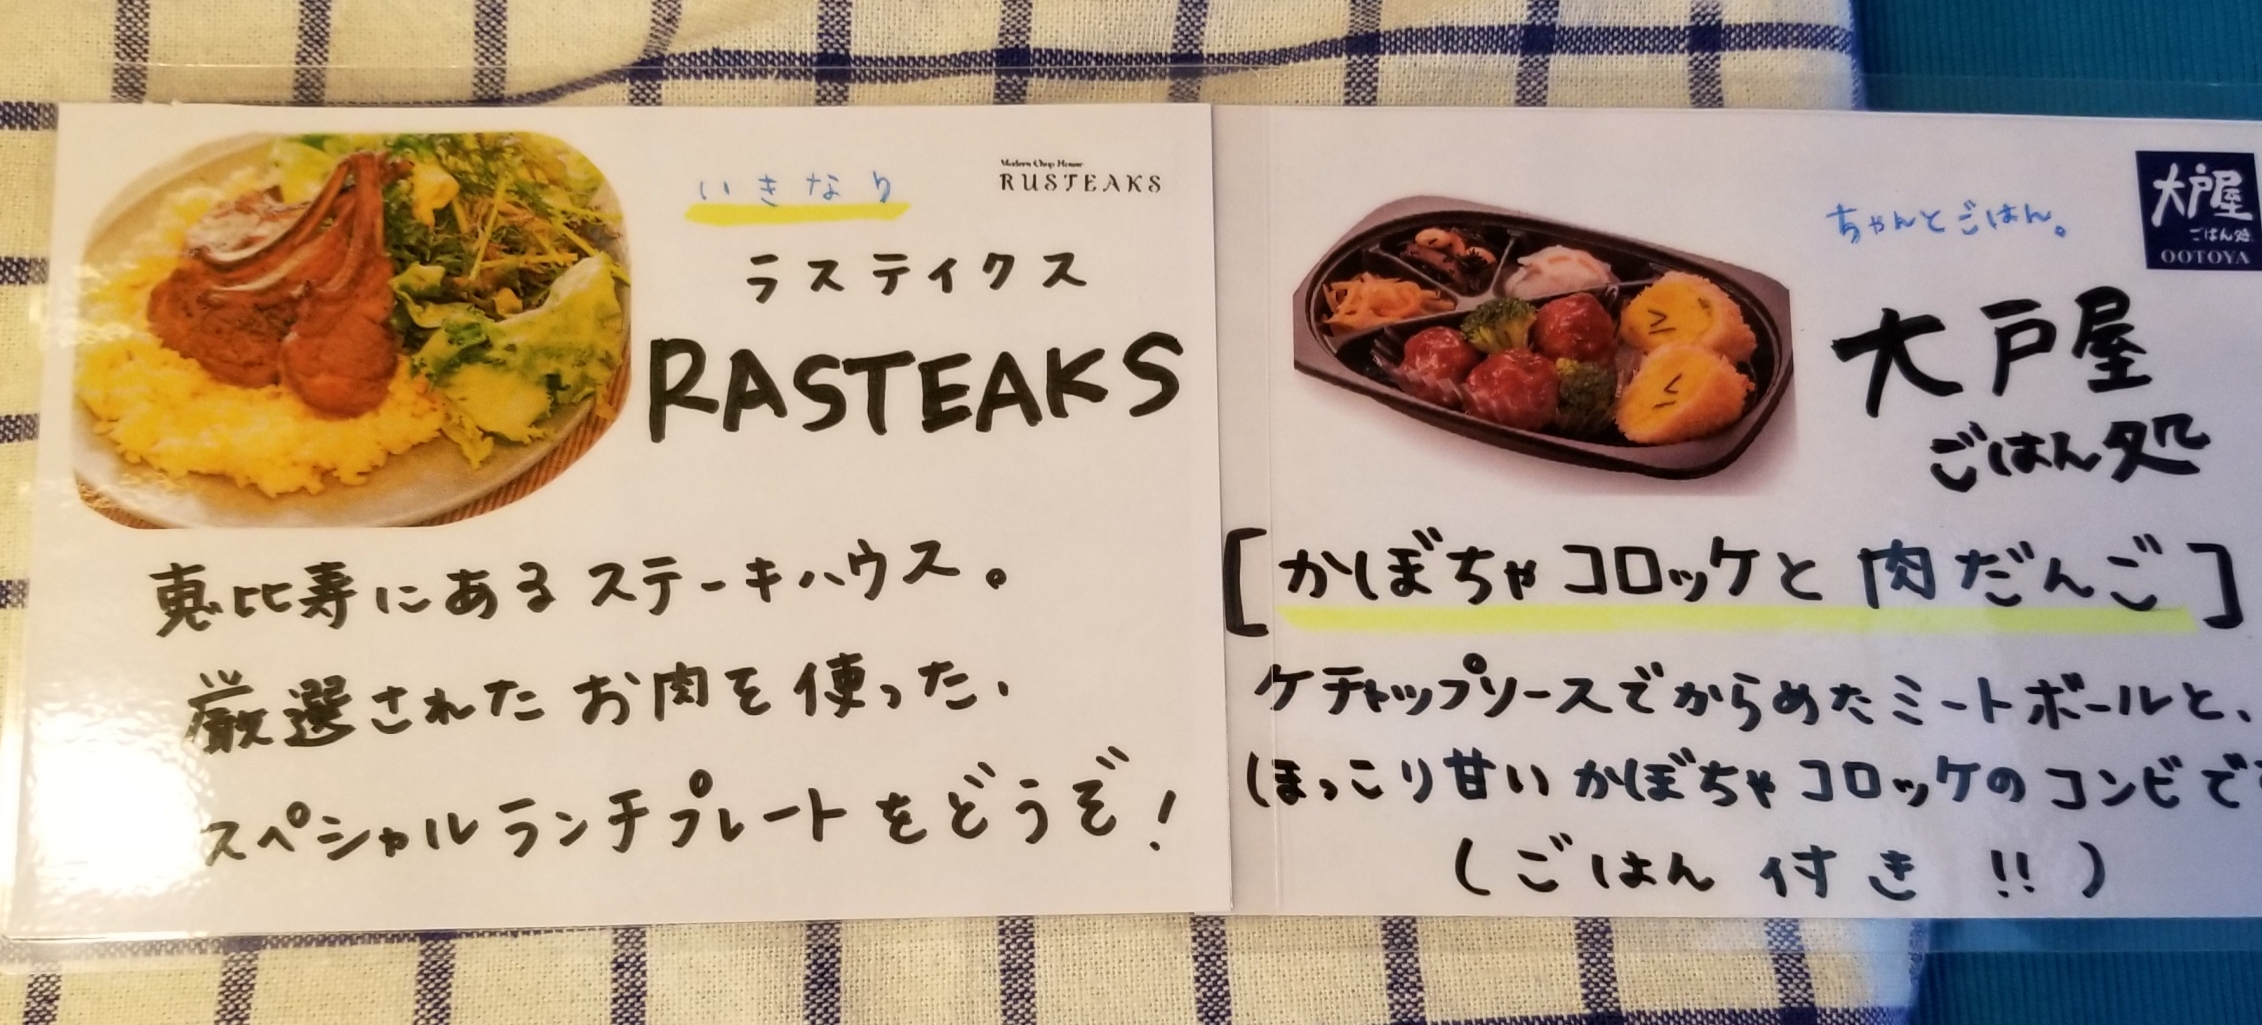 いきなり
Modern Chop House
RUSTEAKS
ラスティクス
RASTEAKS
恵比寿にあるステーキハウス。
厳選されたお肉を使った、
スペシャルランチプレートをどうぞ!
ちゃんとごはん。
大戸屋
ごはん処
OOTOYA
大戸屋
ごはん処
[かぼちゃコロッケと肉だんご]
ケチャップソースでからめたミートボールと、
ほっこり甘いかぼちゃコロッケのコンビで
(ごはん付き!!)